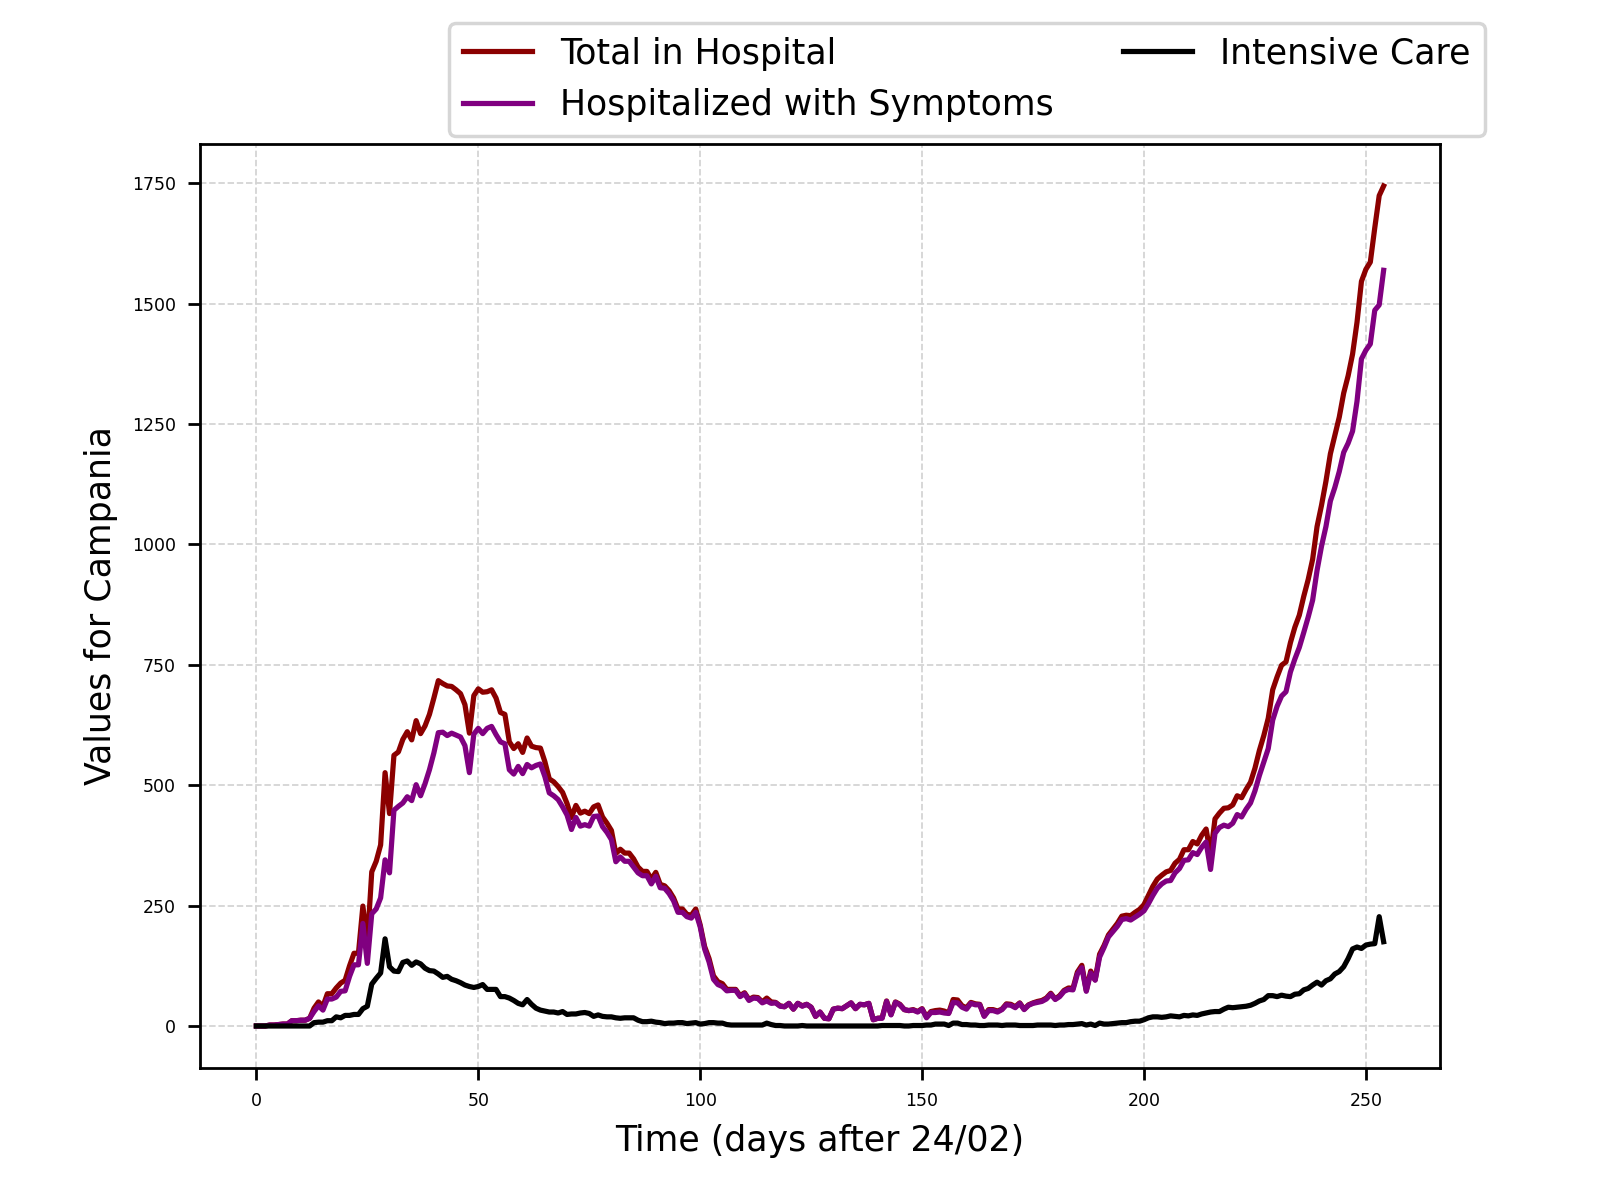 Total in Hospital
Hospitalized with Symptoms
Intensive Care
Values for Campania
1750
1500
1250
1000
750
500
250
0
0 50 100 150 200 250
Time (days after 24/02)